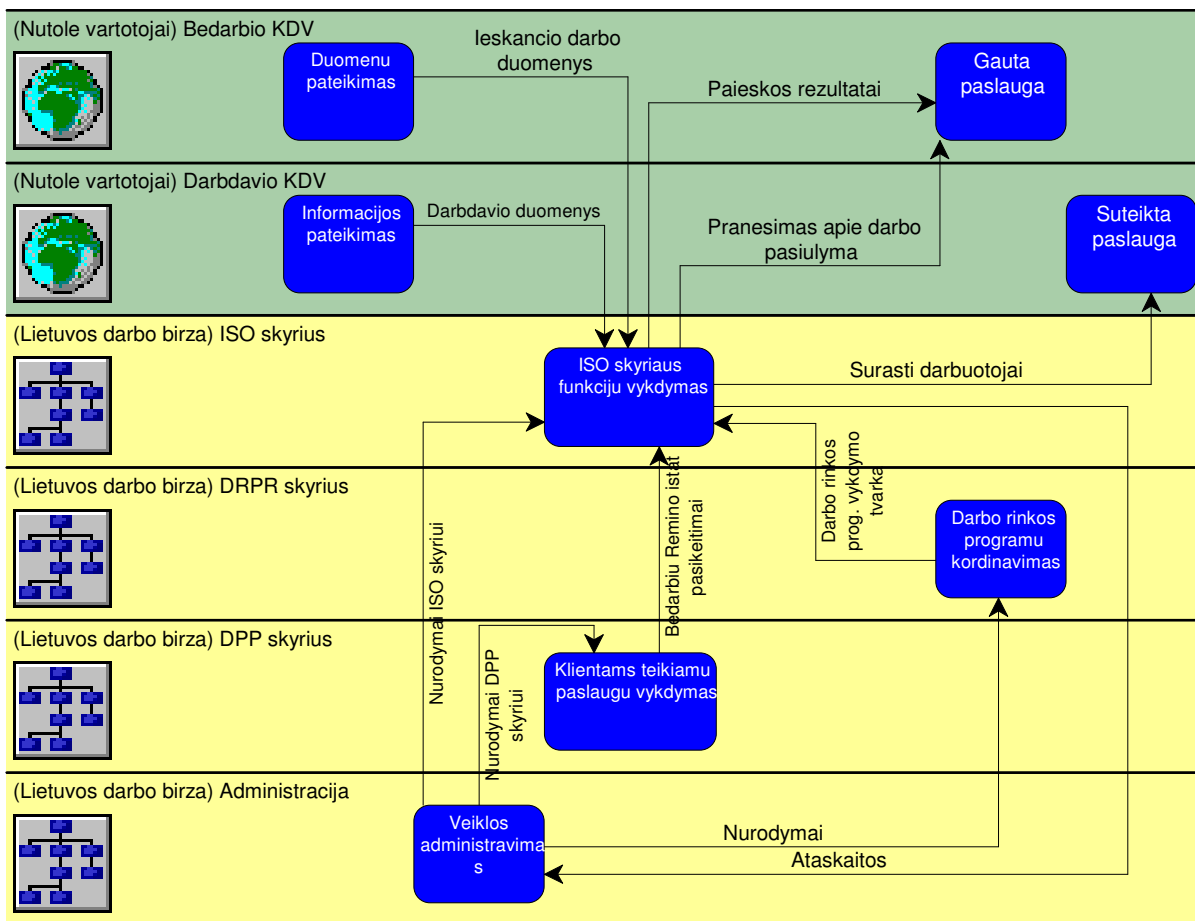 (Nutole vartotojai) Bedarbio KDV
Duomenu
pateikimas
Ieskancio darbo
duomenys
Paieskos rezultatai
Gauta
paslauga
(Nutole vartotojai) Darbdavio KDV
Informacijos
pateikimas
Darbdavio duomenys
Pranesimas apie darbo
pasiulyma
Suteikta
paslauga
(Lietuvos darbo birza) ISO skyrius
ISO skyriaus
funkciju vykdymas
Surasti darbuotojai
(Lietuvos darbo birza) DRPR skyrius
Nurodymai ISO skyriui
Bedarbiu Remino istat
pasikeitimai
Darbo rinkos
prog. vykdymo
tvarka
Darbo rinkos
programu
kordinavimas
(Lietuvos darbo birza) DPP skyrius
Nurodymai DPP
skyriui
Klientams teikiamu
paslaugu vykdymas
(Lietuvos darbo birza) Administracija
Veiklos
administravima
s
Nurodymai
Ataskaitos